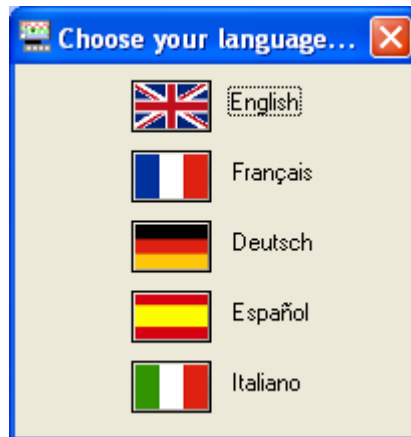 Choose your language...
English
Français
Deutsch
Español
Italiano